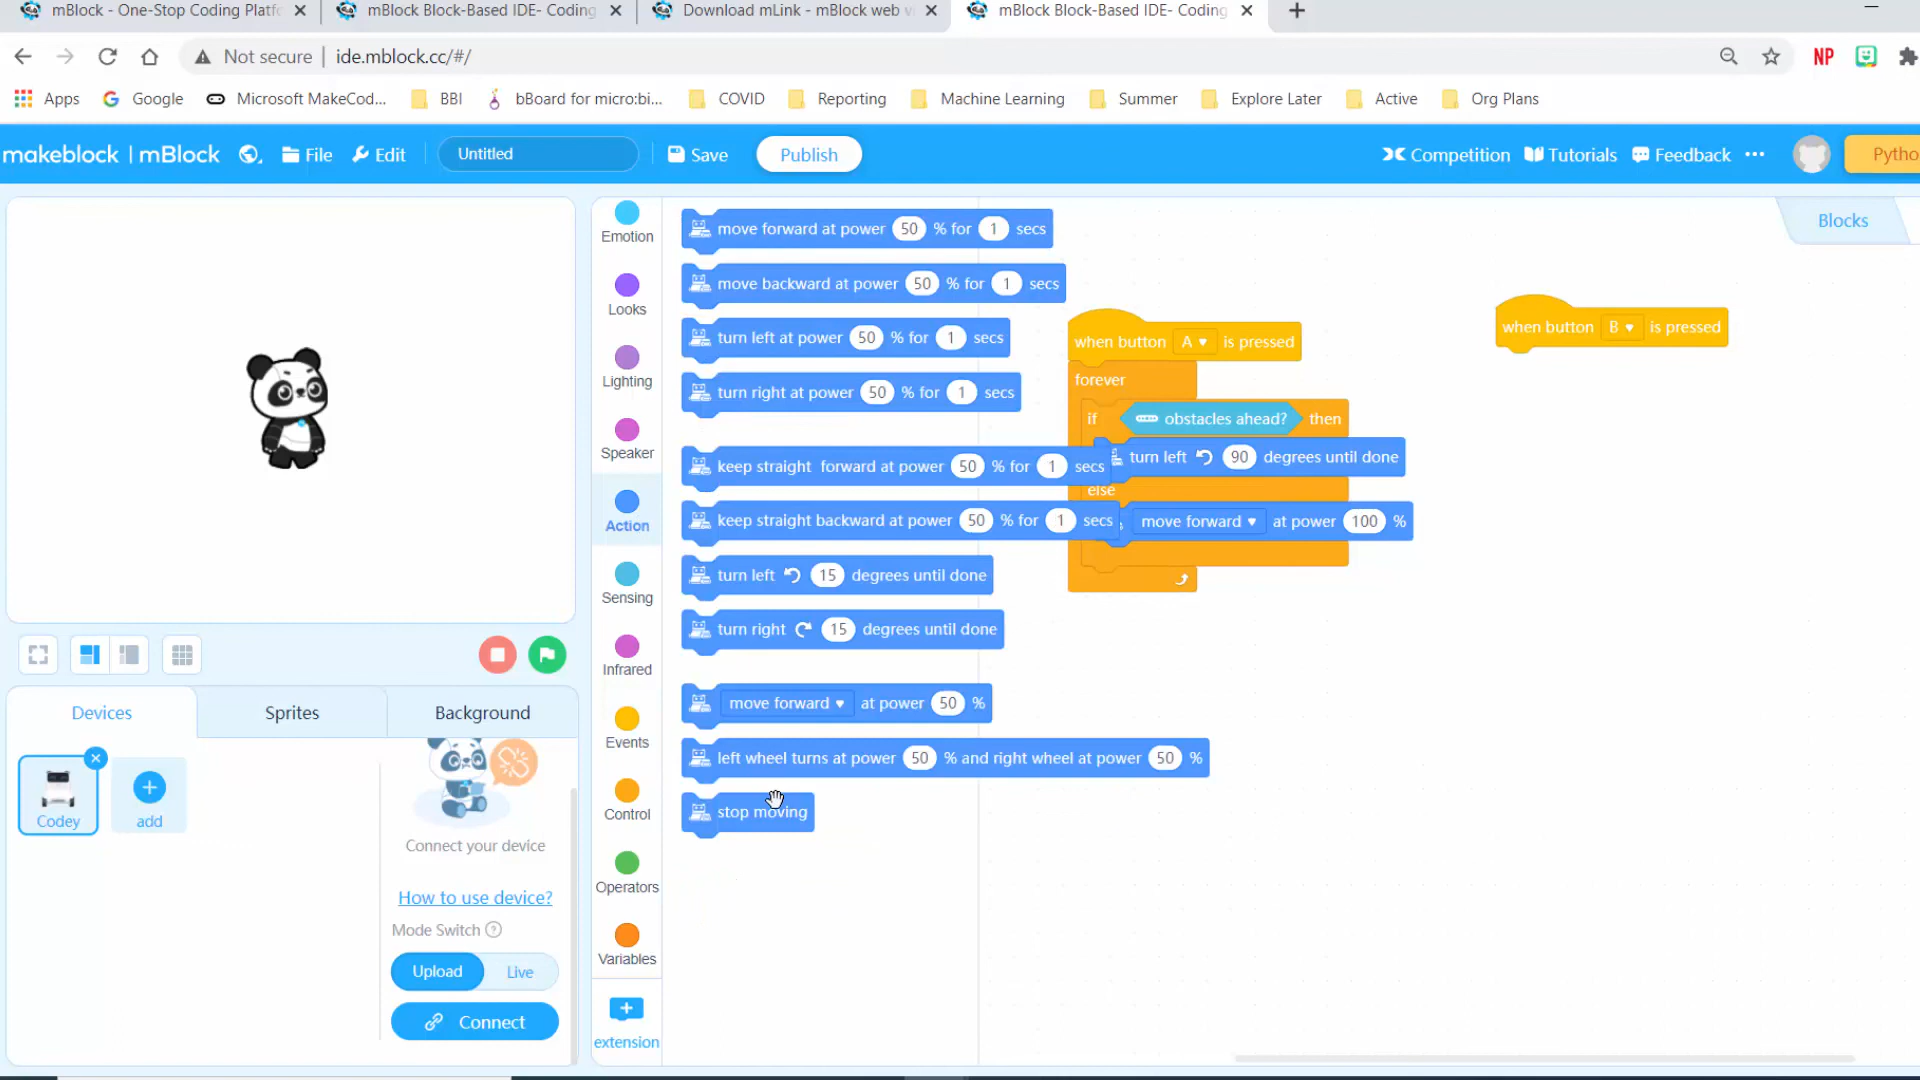 mBlock - One-Stop Coding Platf
mBlock Block-Based IDE- Coding
Download mLink - mBlock web v
mBlock Block-Based IDE- Coding
Not secure | ide.mblock.cc/#/
NP
Apps
Google
Microsoft MakeCod...
BBI
bBoard for micro:bi...
COVID
Reporting
Machine Learning
Summer
Explore Later
Active
Org Plans
makeblock | mBlock
File
Edit
Untitled
Save
Publish
Competition
Tutorials
Feedback
Pytho
Blocks
Emotion
Looks
Lighting
Speaker
Action
Sensing
Infrared
Events
Control
Operators
Variables
extension
move forward at power 50 % for 1 secs
move backward at power 50 % for 1 secs
turn left at power 50 % for 1 secs
turn right at power 50 % for 1 secs
keep straight forward at power 50 % for 1 secs
keep straight backward at power 50 % for 1 secs
turn left 15 degrees until done
turn right 15 degrees until done
move forward at power 50 %
left wheel turns at power 50 % and right wheel at power 50 %
stop moving
when button A is pressed
forever
if obstacles ahead? then
turn left 90 degrees until done
else
move forward at power 100 %
when button B is pressed
Devices
Sprites
Background
Codey
add
Connect your device
How to use device?
Mode Switch ?
Upload
Live
Connect